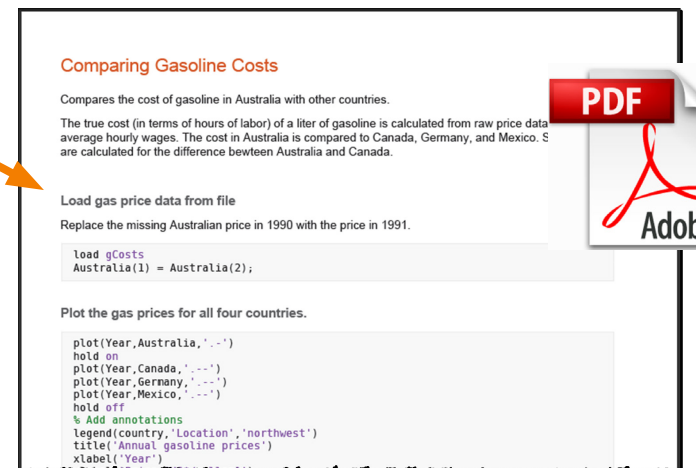 Comparing Gasoline Costs
PDF
Compares the cost of gasoline in Australia with other countries.
The true cost (in terms of hours of labor) of a liter of gasoline is calculated from raw price data
average hourly wages. The cost in Australia is compared to Canada, Germany, and Mexico. S
are calculated for the difference bewteen Australia and Canada.
Adob
Load gas price data from file
Replace the missing Australian price in 1990 with the price in 1991.
load gCosts
Australia(1) = Australia(2);
Plot the gas prices for all four countries.
plot(Year,Australia,'.-')
hold on
plot(Year,Canada,'.--')
plot(Year,Germany,'.--')
plot(Year,Mexico,'.--')
hold off
% Add annotations
legend(country,'Location','northwest')
title('Annual gasoline prices')
xlabel('Year')